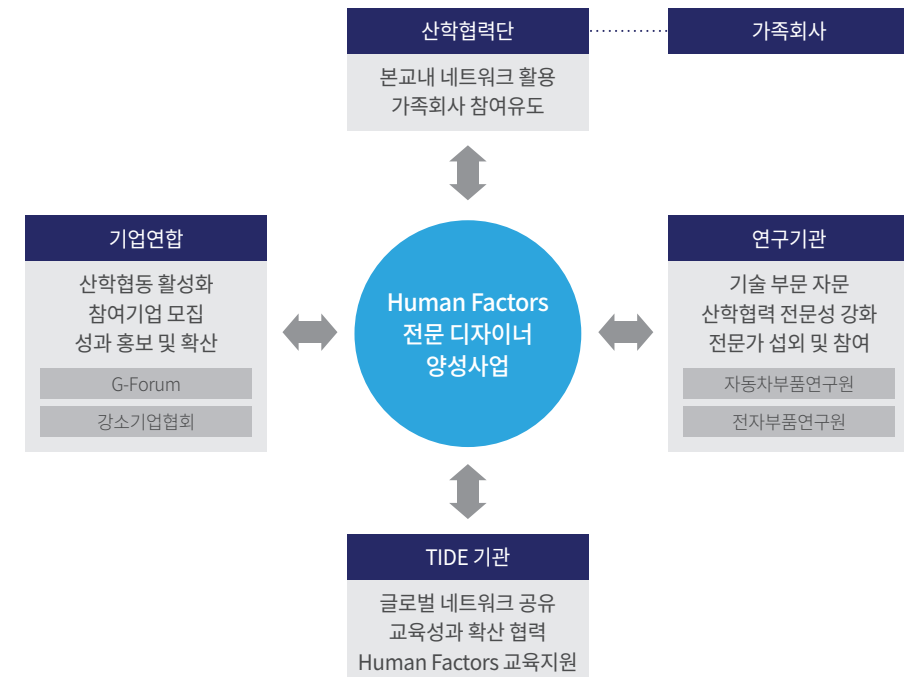 산학협력단
가족회사
본교내 네트워크 활용
가족회사 참여유도
기업연합
산학협동 활성화
참여기업 모집
성과 홍보 및 확산
G-Forum
강소기업협회
Human Factors
전문 디자이너
양성사업
연구기관
기술 부문 자문
산학협력 전문성 강화
전문가 섭외 및 참여
자동차부품연구원
전자부품연구원
TIDE 기관
글로벌 네트워크 공유
교육성과 확산 협력
Human Factors 교육지원